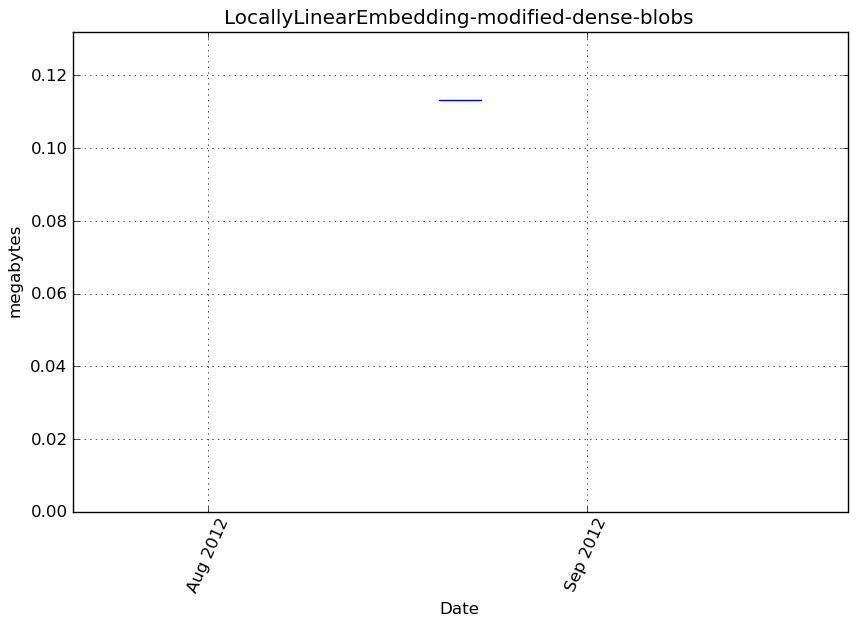 LocallyLinearEmbedding-modified-dense-blobs
0.12
0.10
0.08
0.06
0.04
0.02
0.00
megabytes
Aug 2012
Sep 2012
Date